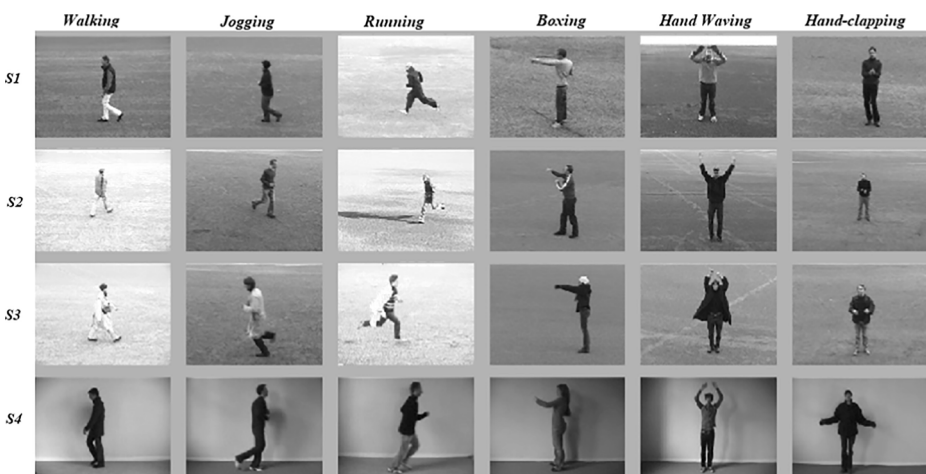 Walking Jogging Running Boxing Hand Waving Hand-clapping
S1
S2
S3
S4